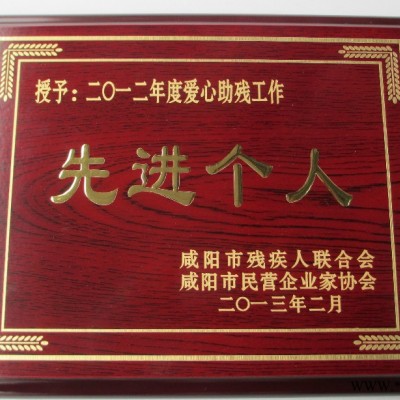 授予：二〇一二年度爱心助残工作
先进个人
咸阳市残疾人联合会
咸阳市民营企业家协会
二〇一三年二月